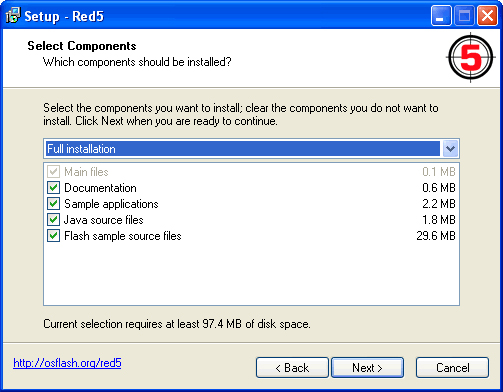 Setup - Red5
Select Components
Which components should be installed?
5
Select the components you want to install; clear the components you do not want to
install. Click Next when you are ready to continue.
Full installation
Main files 0.1 MB
Documentation 0.6 MB
Sample applications 2.2 MB
Java source files 1.8 MB
Flash sample source files 29.6 MB
Current selection requires at least 97.4 MB of disk space.
http://osflash.org/red5
< Back
Next >
Cancel